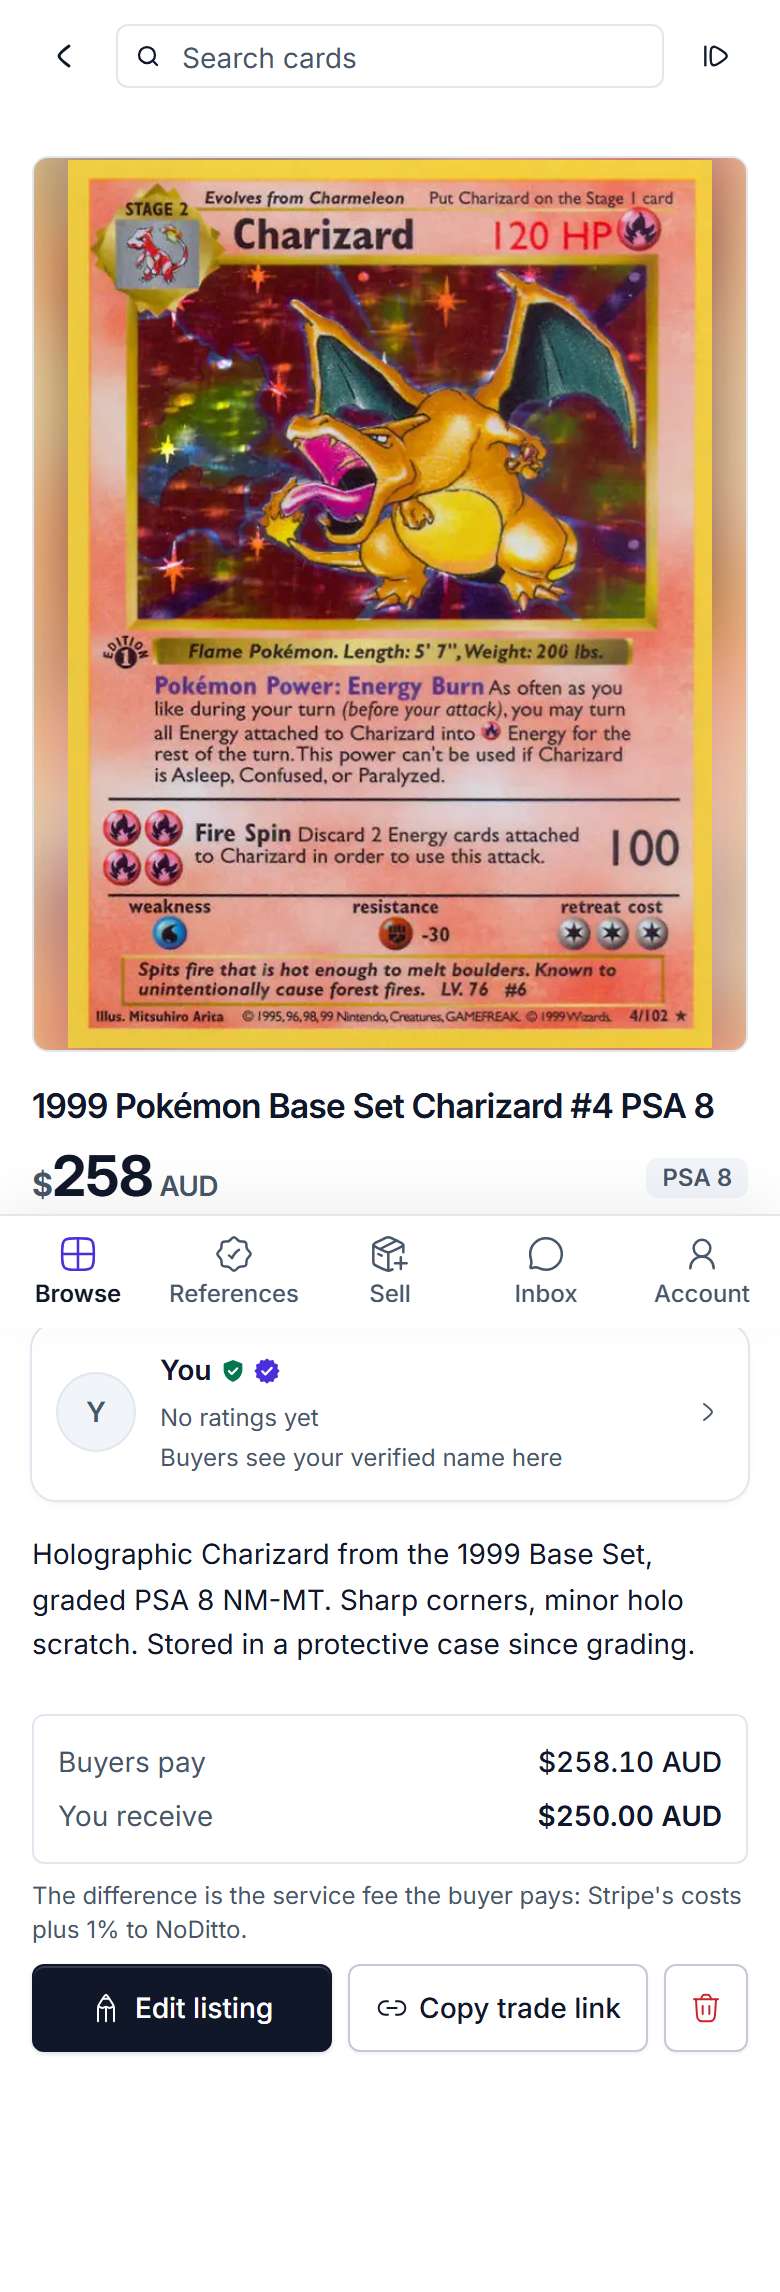 Search cards
Evolves from Charmeleon Put Charizard on the Stage 1 card
STAGE 2
Charizard 120 HP
EDITION
1
Flame Pokémon. Length: 5' 7", Weight: 200 lbs.
Pokémon Power: Energy Burn As often as you
like during your turn (before your attack), you may turn
all Energy attached to Charizard into Energy for the
rest of the turn. This power can't be used if Charizard
is Asleep, Confused, or Paralyzed.
Fire Spin Discard 2 Energy cards attached
to Charizard in order to use this attack.
100
weakness resistance retreat cost
-30
Spits fire that is hot enough to melt boulders. Known to
unintentionally cause forest fires. LV. 76 #6
Illus. Mitsuhiro Arita © 1995, 96, 98, 99 Nintendo, Creatures, GAMEFREAK. © 1999 Wizards. 4/102 ★
1999 Pokémon Base Set Charizard #4 PSA 8
$258 AUD
PSA 8
Browse References Sell Inbox Account
You
Y
No ratings yet
Buyers see your verified name here
Holographic Charizard from the 1999 Base Set,
graded PSA 8 NM-MT. Sharp corners, minor holo
scratch. Stored in a protective case since grading.
Buyers pay $258.10 AUD
You receive $250.00 AUD
The difference is the service fee the buyer pays: Stripe's costs
plus 1% to NoDitto.
Edit listing Copy trade link